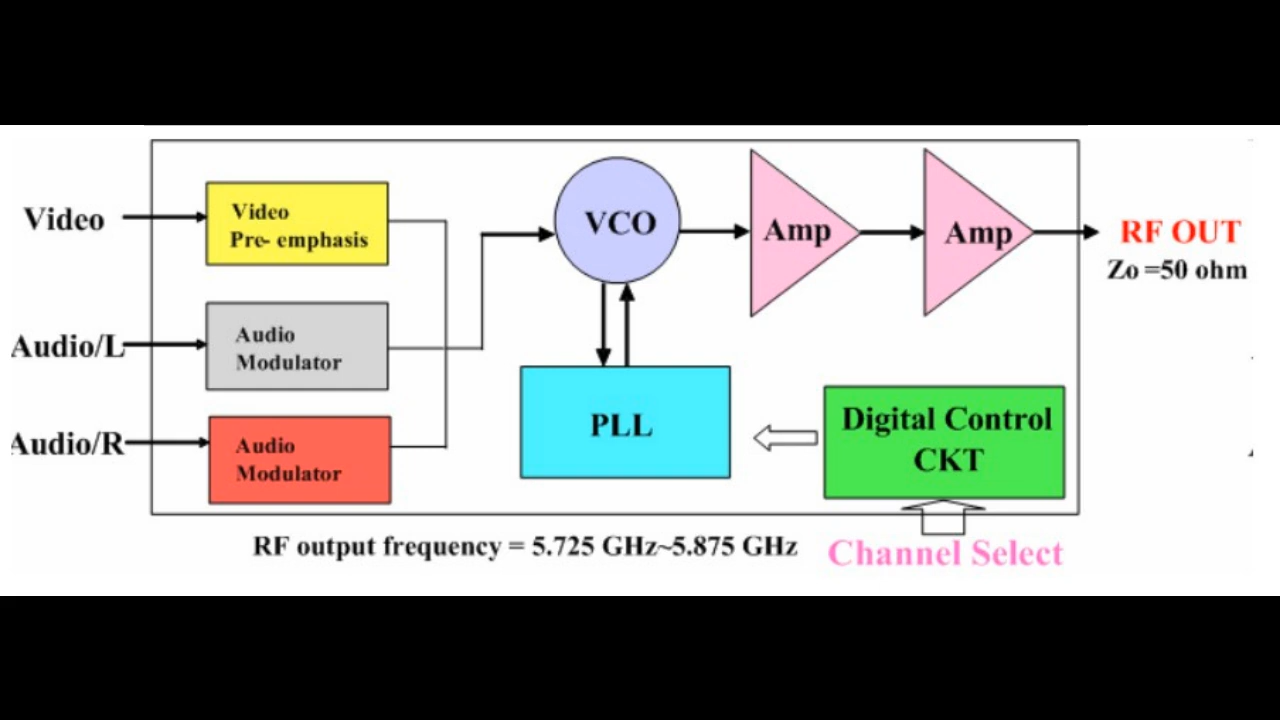 Video
Video
Pre- emphasis
Audio/L
Audio
Modulator
Audio/R
Audio
Modulator
VCO
PLL
Amp
Amp
RF OUT
Zo =50 ohm
Digital Control
CKT
Channel Select
RF output frequency = 5.725 GHz~5.875 GHz